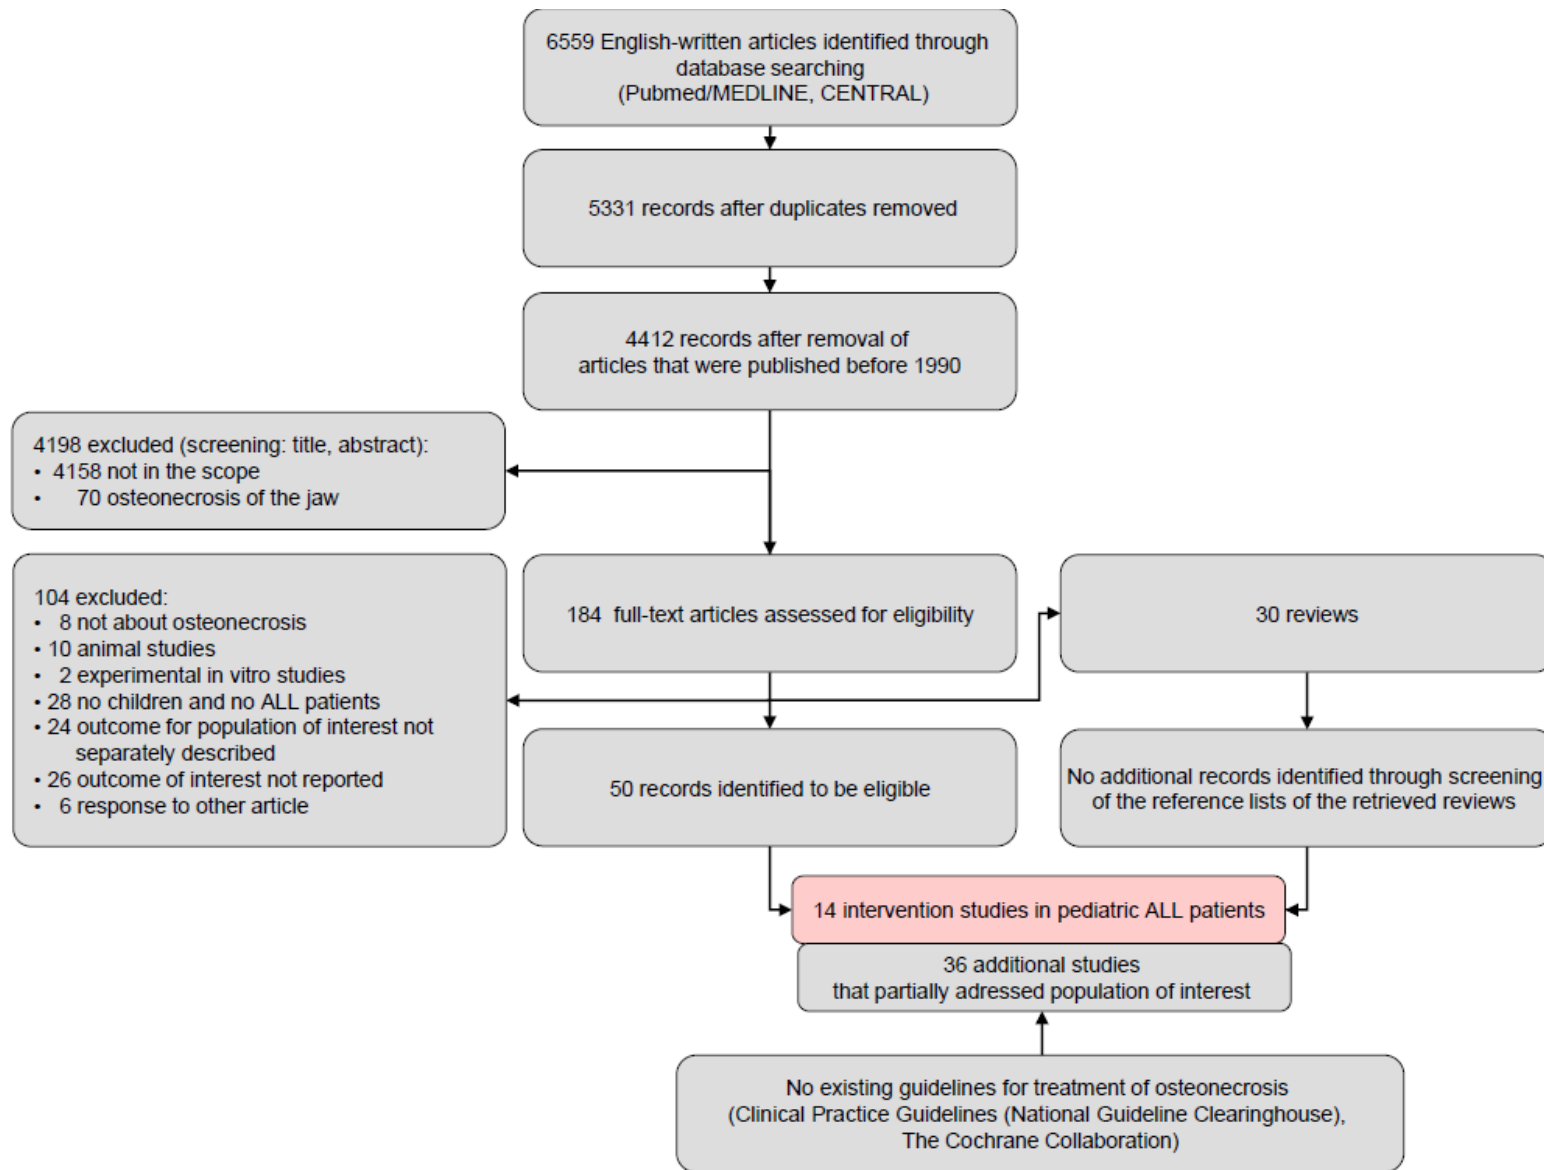 6559 English-written articles identified through
database searching
(Pubmed/MEDLINE, CENTRAL)
5331 records after duplicates removed
4412 records after removal of
articles that were published before 1990
4198 excluded (screening: title, abstract):
• 4158 not in the scope
• 70 osteonecrosis of the jaw
104 excluded:
• 8 not about osteonecrosis
• 10 animal studies
• 2 experimental in vitro studies
• 28 no children and no ALL patients
• 24 outcome for population of interest not
separately described
• 26 outcome of interest not reported
• 6 response to other article
184 full-text articles assessed for eligibility
30 reviews
50 records identified to be eligible
No additional records identified through screening
of the reference lists of the retrieved reviews
14 intervention studies in pediatric ALL patients
36 additional studies
that partially adressed population of interest
No existing guidelines for treatment of osteonecrosis
(Clinical Practice Guidelines (National Guideline Clearinghouse),
The Cochrane Collaboration)